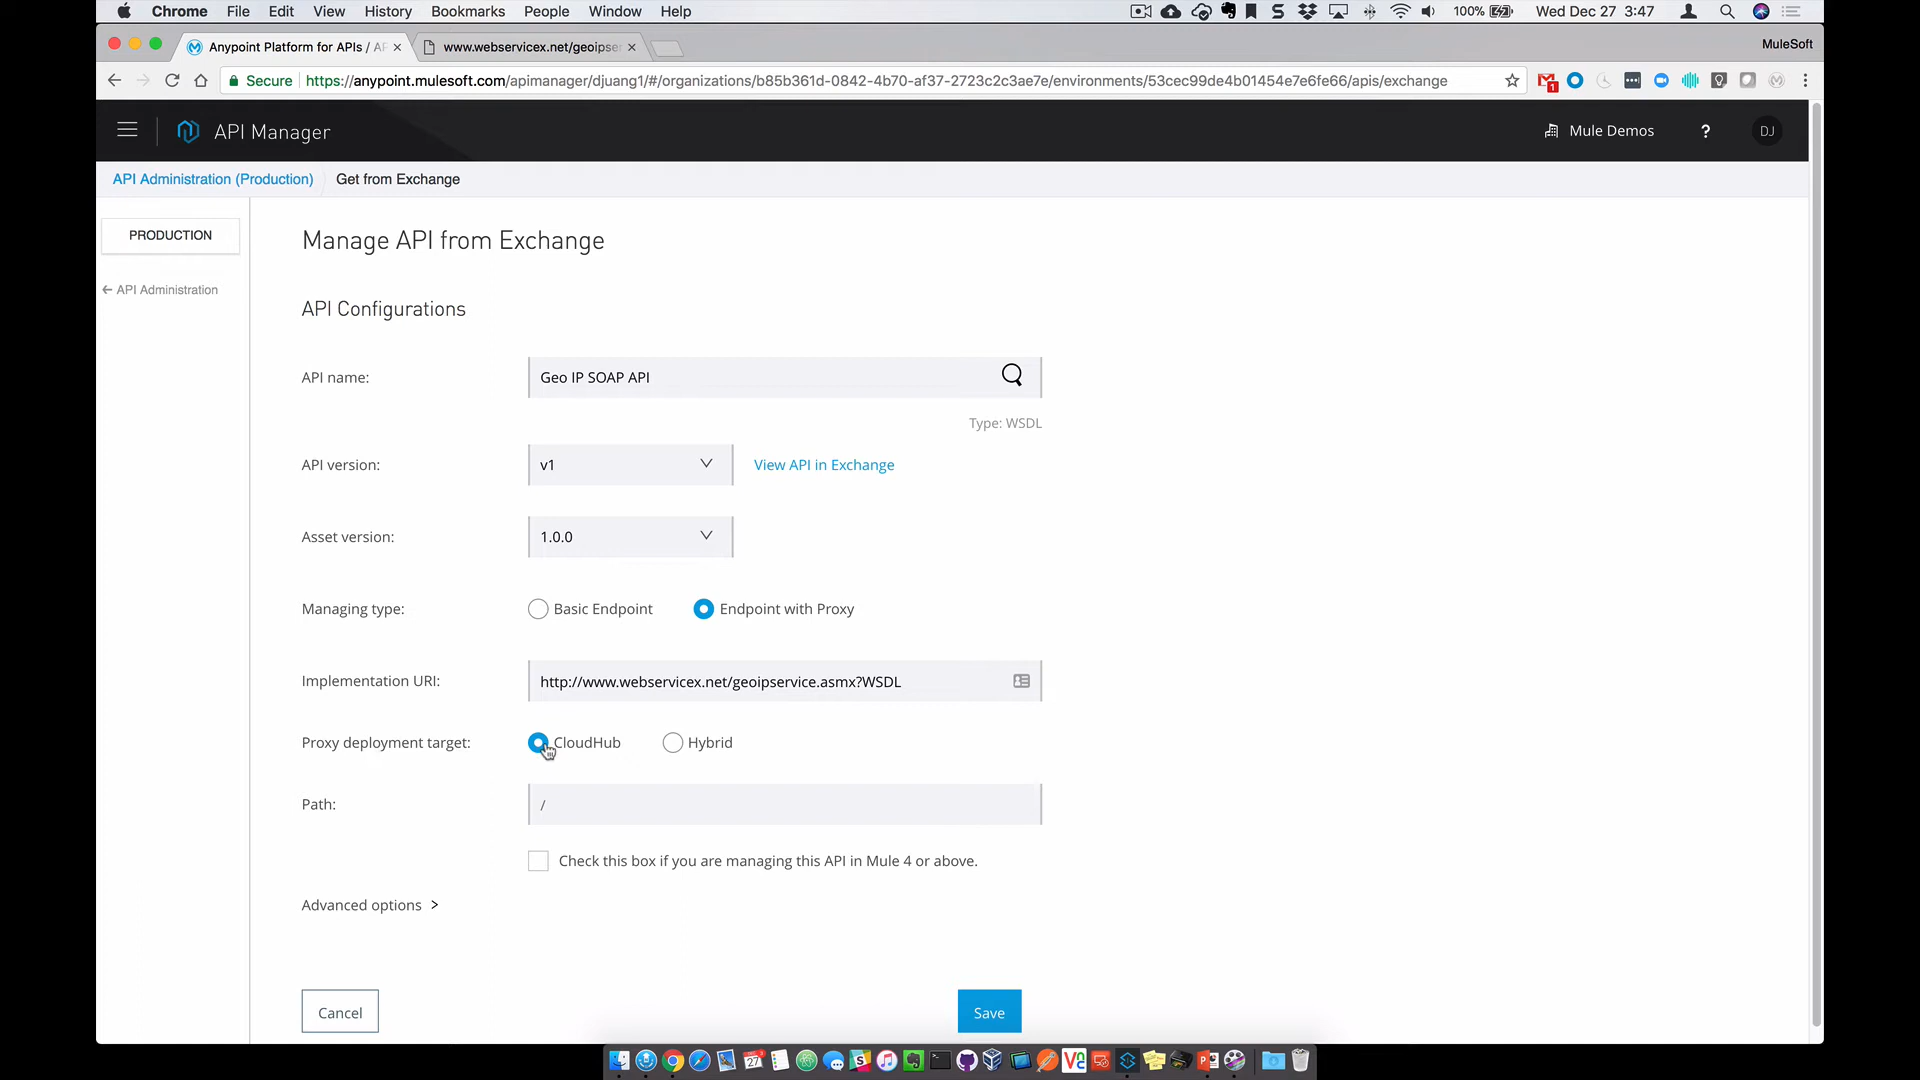 Chrome File Edit View History Bookmarks People Window Help 100% Wed Dec 27 3:47
Anypoint Platform for APIs / AP www.webservicex.net/geoipse MuleSoft
Secure https://anypoint.mulesoft.com/apimanager/djuang1/#/organizations/b85b361d-0842-4b70-af37-2723c2c3ae7e/environments/53cec99de4b01454e7e6fe66/apis/exchange
API Manager Mule Demos ? DJ
API Administration (Production) Get from Exchange
PRODUCTION
← API Administration
Manage API from Exchange
API Configurations
API name: Geo IP SOAP API
Type: WSDL
API version: v1 View API in Exchange
Asset version: 1.0.0
Managing type: Basic Endpoint Endpoint with Proxy
Implementation URI: http://www.webservicex.net/geoipservice.asmx?WSDL
Proxy deployment target: CloudHub Hybrid
Path: /
Check this box if you are managing this API in Mule 4 or above.
Advanced options >
Cancel Save